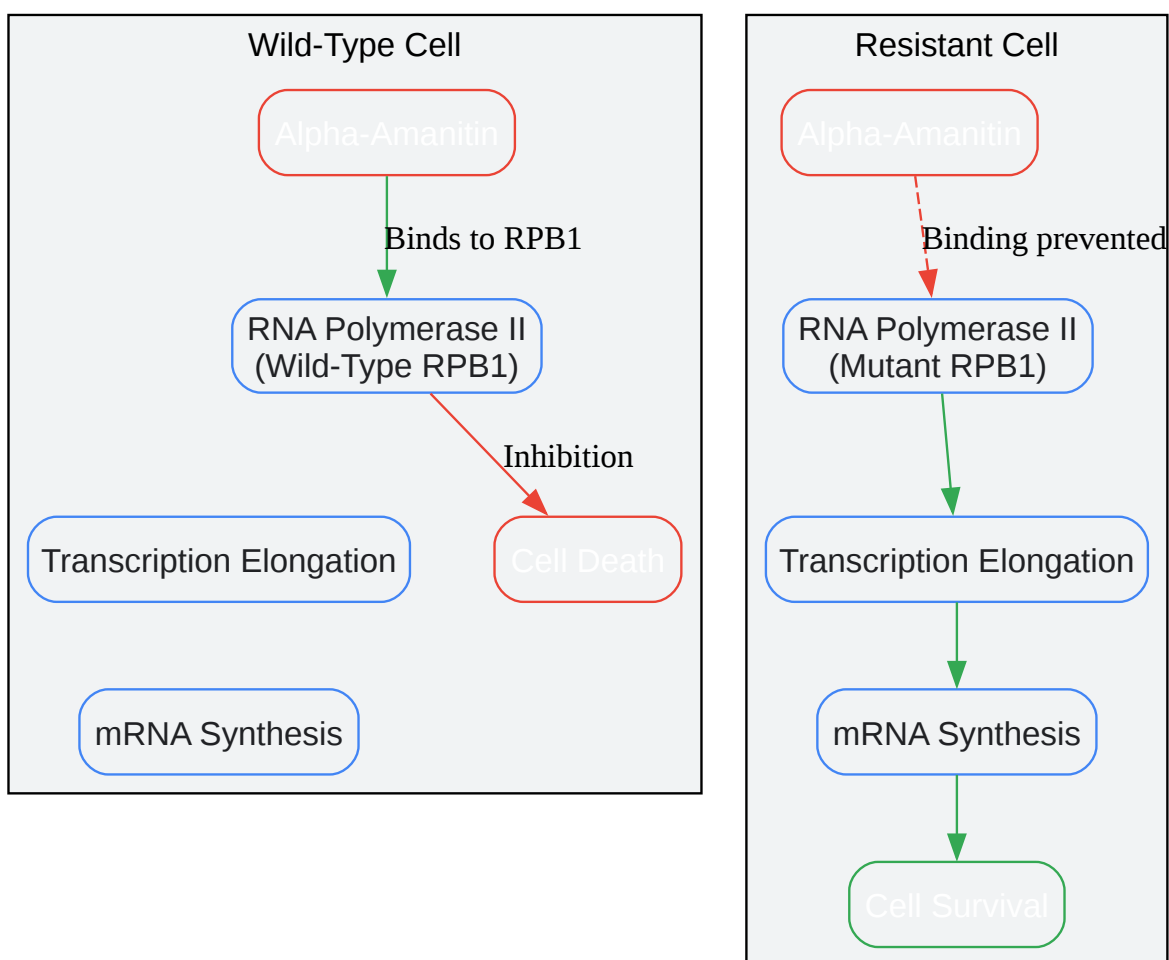 Wild-Type Cell
Alpha-Amanitin
Binds to RPB1
RNA Polymerase II
(Wild-Type RPB1)
Inhibition
Transcription Elongation
Cell Death
mRNA Synthesis
Resistant Cell
Alpha-Amanitin
Binding prevented
RNA Polymerase II
(Mutant RPB1)
Transcription Elongation
mRNA Synthesis
Cell Survival